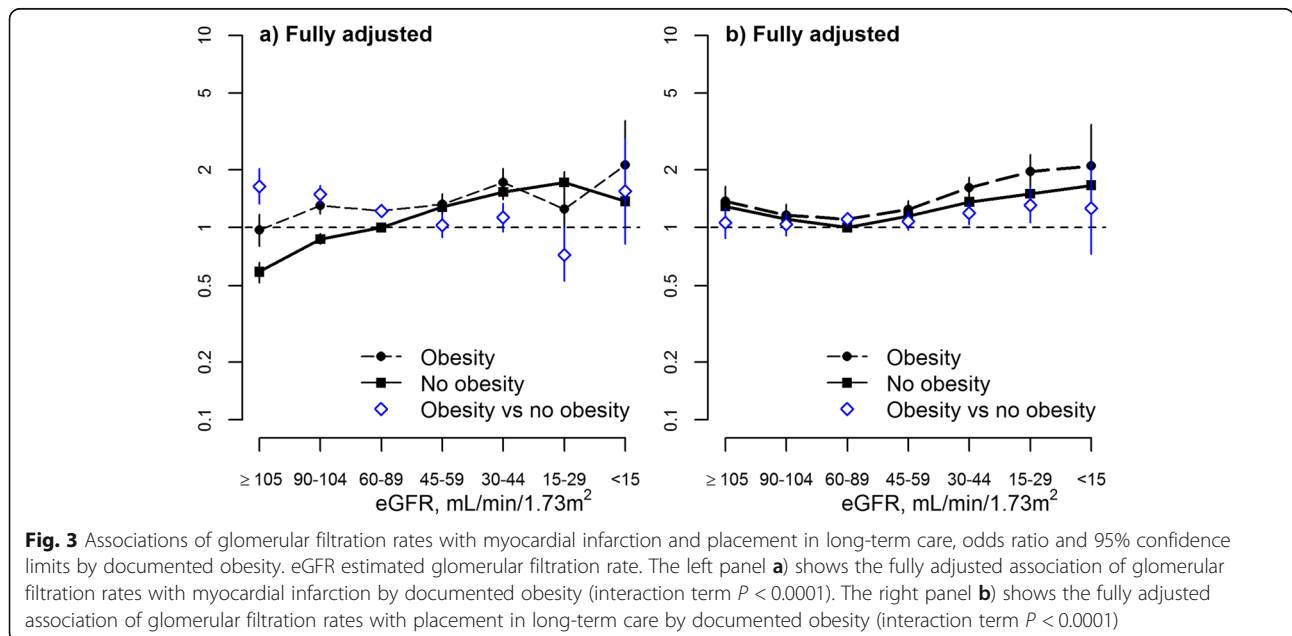 a) Fully adjusted
10
5
2
1
0.5
0.2
0.1
Obesity
No obesity
Obesity vs no obesity
≥ 105 90-104 60-89 45-59 30-44 15-29 <15
eGFR, mL/min/1.73m²
b) Fully adjusted
10
5
2
1
0.5
0.2
0.1
Obesity
No obesity
Obesity vs no obesity
≥ 105 90-104 60-89 45-59 30-44 15-29 <15
eGFR, mL/min/1.73m²
Fig. 3 Associations of glomerular filtration rates with myocardial infarction and placement in long-term care, odds ratio and 95% confidence
limits by documented obesity. eGFR estimated glomerular filtration rate. The left panel a) shows the fully adjusted association of glomerular
filtration rates with myocardial infarction by documented obesity (interaction term P < 0.0001). The right panel b) shows the fully adjusted
association of glomerular filtration rates with placement in long-term care by documented obesity (interaction term P < 0.0001)